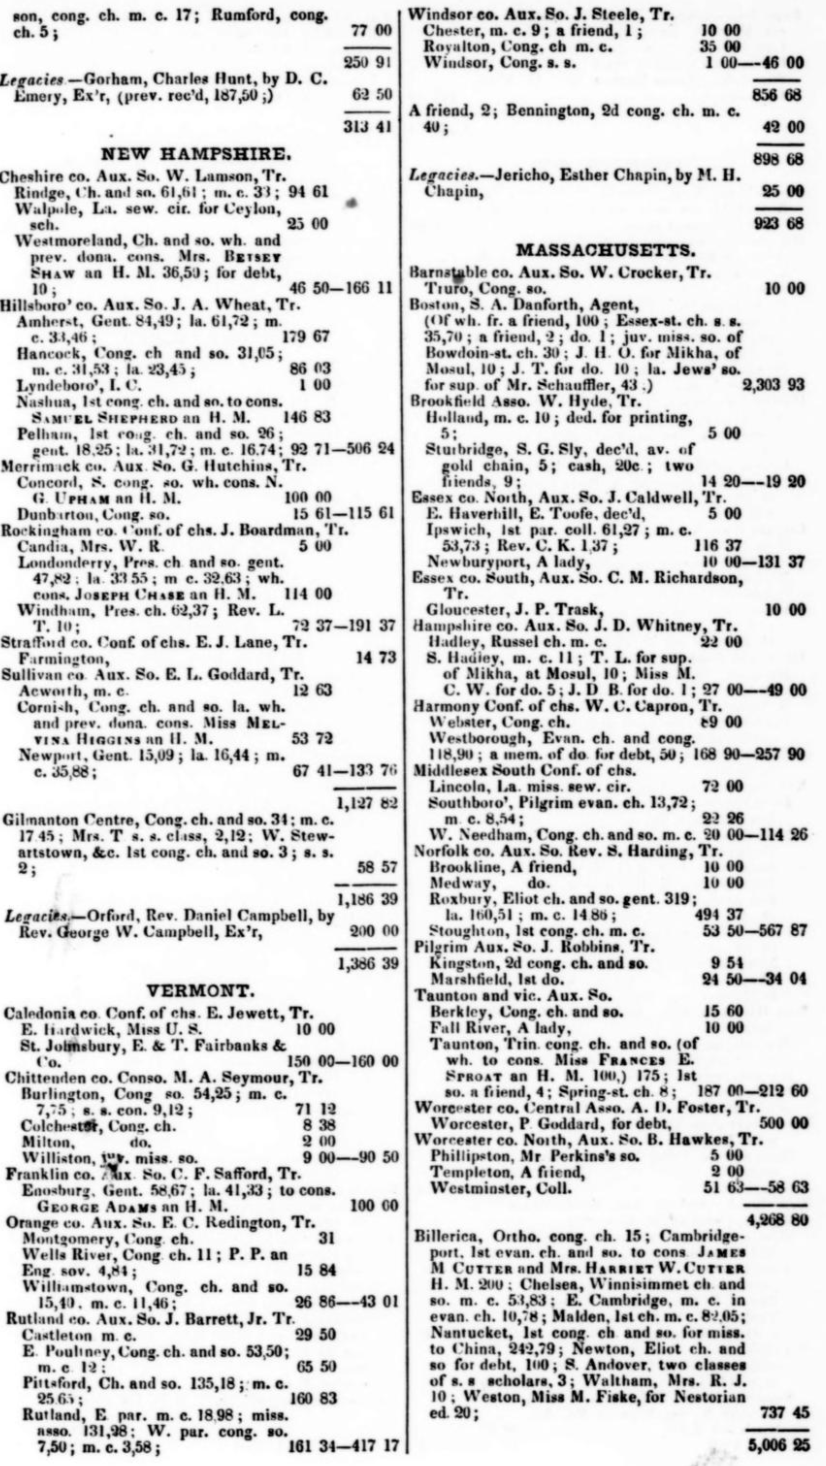 son, cong. ch. m. c. 17; Rumford, cong.
ch. 5; 77 00
250 91
Legacies.—Gorham, Charles Hunt, by D. C.
Emery, Ex'r, (prev. rec'd, 187,50 ;) 62 50
313 41
NEW HAMPSHIRE.
Cheshire co. Aux. So. W. Lamson, Tr.
Rindge, Ch. and so. 61,61; m. c. 33; 94 61
Walpole, La. sew. cir. for Ceylon,
sch. 25 00
Westmoreland, Ch. and so. wh. and
prev. dona. cons. Mrs. BETSEY
SHAW an H. M. 36,50; for debt,
10; 46 50—166 11
Hillsboro' co. Aux. So. J. A. Wheat, Tr.
Amherst, Gent. 84,49; la. 61,72; m.
c. 33,46; 179 67
Hancock, Cong. ch and so. 31,05;
m. c. 31,53; la. 23,45; 86 03
Lyndeboro', I. C. 1 00
Nashua, 1st cong. ch. and so. to cons.
SAMUEL SHEPHERD an H. M. 146 83
Pelham, 1st cong. ch. and so. 26;
gent. 18,25; la. 31,72; m. c. 16,74; 92 71—506 24
Merrimack co. Aux. So. G. Hutchins, Tr.
Concord, S. cong. so. wh. cons. N.
G. UPHAM an H. M. 100 00
Dunbarton, Cong. so. 15 61—115 61
Rockingham co. Conf. of chs. J. Boardman, Tr.
Candia, Mrs. W. R. 5 00
Londonderry, Pres. ch. and so. gent.
47,82; la. 33 55; m c. 32,63; wh.
cons. JOSEPH CHASE an H. M. 114 00
Windham, Pres. ch. 62,37; Rev. L.
T. 10; 72 37—191 37
Strafford co. Conf. of chs. E. J. Lane, Tr.
Farmington, 14 73
Sullivan co. Aux. So. E. L. Goddard, Tr.
Acworth, m. c. 12 63
Cornish, Cong. ch. and so. la. wh.
and prev. dona. cons. Miss MEL-
VINA HIGGINS an H. M. 53 72
Newport, Gent. 15,09; la. 16,44; m.
c. 35,88; 67 41—133 76
1,127 82
Gilmanton Centre, Cong. ch. and so. 34; m. c.
17 45; Mrs. T s. s. class, 2,12; W. Stew-
artstown, &c. 1st cong. ch. and so. 3; s. s.
2; 58 57
1,186 39
Legacies.—Orford, Rev. Daniel Campbell, by
Rev. George W. Campbell, Ex'r, 200 00
1,386 39
VERMONT.
Caledonia co. Conf. of chs. E. Jewett, Tr.
E. Hardwick, Miss U. S. 10 00
St. Johnsbury, E. & T. Fairbanks &
Co. 150 00—160 00
Chittenden co. Conso. M. A. Seymour, Tr.
Burlington, Cong so. 54,25; m. c.
7,75; s. s. con. 9,12; 71 12
Colchester, Cong. ch. 8 38
Milton, do. 2 00
Williston, juv. miss. so. 9 00—90 50
Franklin co. Aux. So. C. F. Safford, Tr.
Enosburg, Gent. 58,67; la. 41,33; to cons.
GEORGE ADAMS an H. M. 100 00
Orange co. Aux. So. E. C. Redington, Tr.
Montgomery, Cong. ch. 31
Wells River, Cong. ch. 11; P. P. an
Eng. sov. 4,84; 15 84
Williamstown, Cong. ch. and so.
15,40. m. c. 11,46; 26 86—43 01
Rutland co. Aux. So. J. Barrett, Jr. Tr.
Castleton m. c. 29 50
E. Poultney, Cong. ch. and so. 53,50;
m. c. 12; 65 50
Pittsford, Ch. and so. 135,18; m. c.
25,65; 160 83
Rutland, E. par. m. c. 18,98; miss.
asso. 131,28; W. par. cong. so.
7,50; m. c. 3,58; 161 34—417 17
Windsor co. Aux. So. J. Steele, Tr.
Chester, m. c. 9; a friend, 1; 10 00
Royalton, Cong. ch m. c. 35 00
Windsor, Cong. s. s. 1 00—46 00
856 68
A friend, 2; Bennington, 2d cong. ch. m. c.
40; 42 00
898 68
Legacies.—Jericho, Esther Chapin, by M. H.
Chapin, 25 00
923 68
MASSACHUSETTS.
Barnstable co. Aux. So. W. Crocker, Tr.
Truro, Cong. so. 10 00
Boston, S. A. Danforth, Agent,
(Of wh. fr. a friend, 100; Essex-st. ch. s. s.
35,70; a friend, 2; do. 1; juv. miss. so. of
Bowdoin-st. ch. 30; J. H. O. for Mikha, of
Mosul, 10; J. T. for do. 10; la. Jews' so.
for sup. of Mr. Schauffler, 43.) 2,303 93
Brookfield Asso. W. Hyde, Tr.
Holland, m. c. 10; ded. for printing,
5; 5 00
Sturbridge, S. G. Sly, dec'd, av. of
gold chain, 5; cash, 20c.; two
friends, 9; 14 20—19 20
Essex co. North, Aux. So. J. Caldwell, Tr.
E. Haverhill, E. Toofe, dec'd, 5 00
Ipswich, 1st par. coll. 61,27; m. c.
53,73; Rev. C. K. 1,37; 116 37
Newburyport, A lady, 10 00—131 37
Essex co. South, Aux. So. C. M. Richardson,
Tr.
Gloucester, J. P. Trask, 10 00
Hampshire co. Aux. So. J. D. Whitney, Tr.
Hadley, Russel ch. m. c. 22 00
S. Hadley, m. c. 11; T. L. for sup.
of Mikha, at Mosul, 10; Miss M.
C. W. for do. 5; J. D B. for do. 1; 27 00—49 00
Harmony Conf. of chs. W. C. Capron, Tr.
Webster, Cong. ch. 89 00
Westborough, Evan. ch. and cong.
118,90; a mem. of do. for debt, 50; 168 90—257 90
Middlesex South Conf. of chs.
Lincoln, La. miss. sew. cir. 72 00
Southboro', Pilgrim evan. ch. 13,72;
m c. 8,54; 22 26
W. Needham, Cong. ch. and so. m. c. 20 00—114 26
Norfolk co. Aux. So. Rev. S. Harding, Tr.
Brookline, A friend, 10 00
Medway, do. 10 00
Roxbury, Eliot ch. and so. gent. 319;
la. 160,51; m. c. 14 86; 494 37
Stoughton, 1st cong. ch. m. c. 53 50—567 87
Pilgrim Aux. So. J. Robbins, Tr.
Kingston, 2d cong. ch. and so. 9 54
Marshfield, 1st do. 24 50—34 04
Taunton and vic. Aux. So.
Berkley, Cong. ch. and so. 15 60
Fall River, A lady, 10 00
Taunton, Trin. cong. ch. and so. (of
wh. to cons. Miss FRANCES E.
SPROAT an H. M. 100,) 175; 1st
so. a friend, 4; Spring-st. ch. 8; 187 00—212 60
Worcester co. Central Asso. A. D. Foster, Tr.
Worcester, P. Goddard, for debt, 500 00
Worcester co. North, Aux. So. B. Hawkes, Tr.
Phillipston, Mr Perkins's so. 5 00
Templeton, A friend, 2 00
Westminster, Coll. 51 63—58 63
4,268 80
Billerica, Ortho. cong. ch. 15; Cambridge-
port, 1st evan. ch. and so. to cons JAMES
M CUTTER and Mrs. HARRIET W. CUTTER
H. M. 200; Chelsea, Winnisimmet ch. and
so. m. c. 53,83; E. Cambridge, m. c. in
evan. ch. 10,78; Malden, 1st ch. m. c. 82,05;
Nantucket, 1st cong. ch and so. for miss.
to China, 242,79; Newton, Eliot ch. and
so for debt, 100; S. Andover, two classes
of s. s scholars, 3; Waltham, Mrs. R. J.
10; Weston, Miss M. Fiske, for Nestorian
ed. 20; 737 45
5,006 25